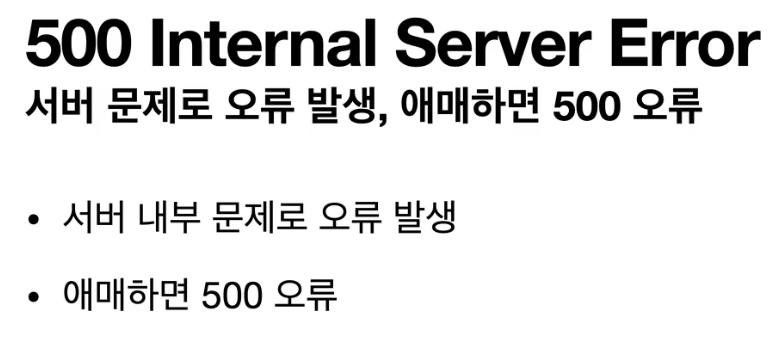 500 Internal Server Error
서버 문제로 오류 발생, 애매하면 500 오류
• 서버 내부 문제로 오류 발생
• 애매하면 500 오류